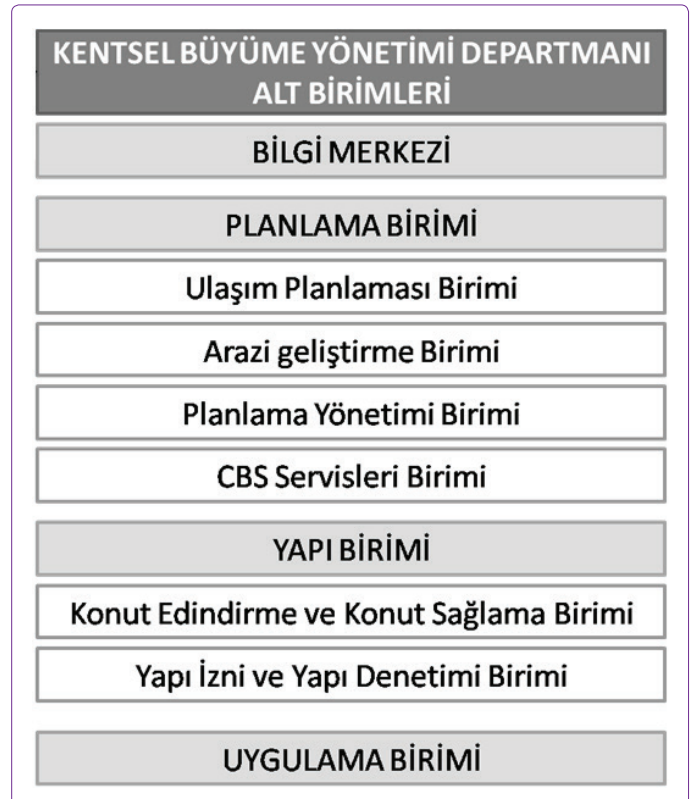 KENTSEL BÜYÜME YÖNETİMİ DEPARTMANI
ALT BİRİMLERİ
BİLGİ MERKEZİ
PLANLAMA BİRİMİ
Ulaşım Planlaması Birimi
Arazi geliştirme Birimi
Planlama Yönetimi Birimi
CBS Servisleri Birimi
YAPI BİRİMİ
Konut Edindirme ve Konut Sağlama Birimi
Yapı İzni ve Yapı Denetimi Birimi
UYGULAMA BİRİMİ